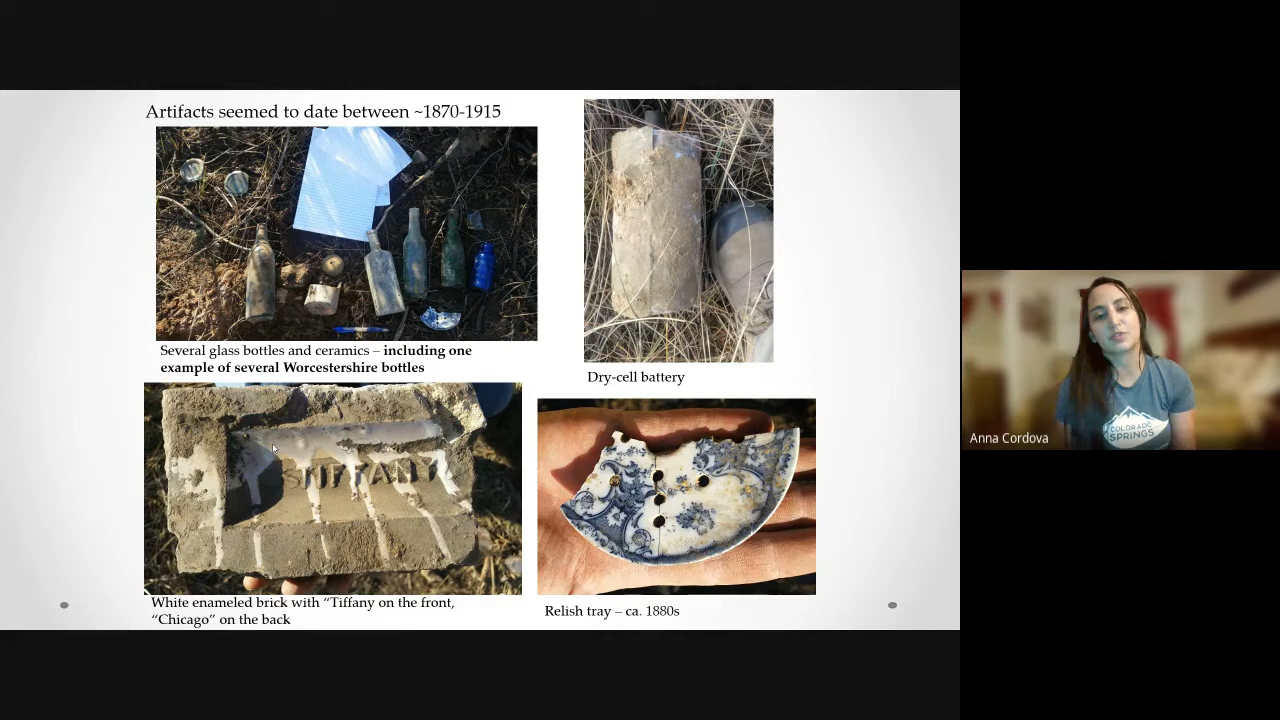 Artifacts seemed to date between ~1870-1915
Several glass bottles and ceramics – including one
example of several Worcestershire bottles
Dry-cell battery
TIFFANY
White enameled brick with “Tiffany on the front,
“Chicago” on the back
Relish tray – ca. 1880s
Anna Cordova
COLORADO
SPRINGS